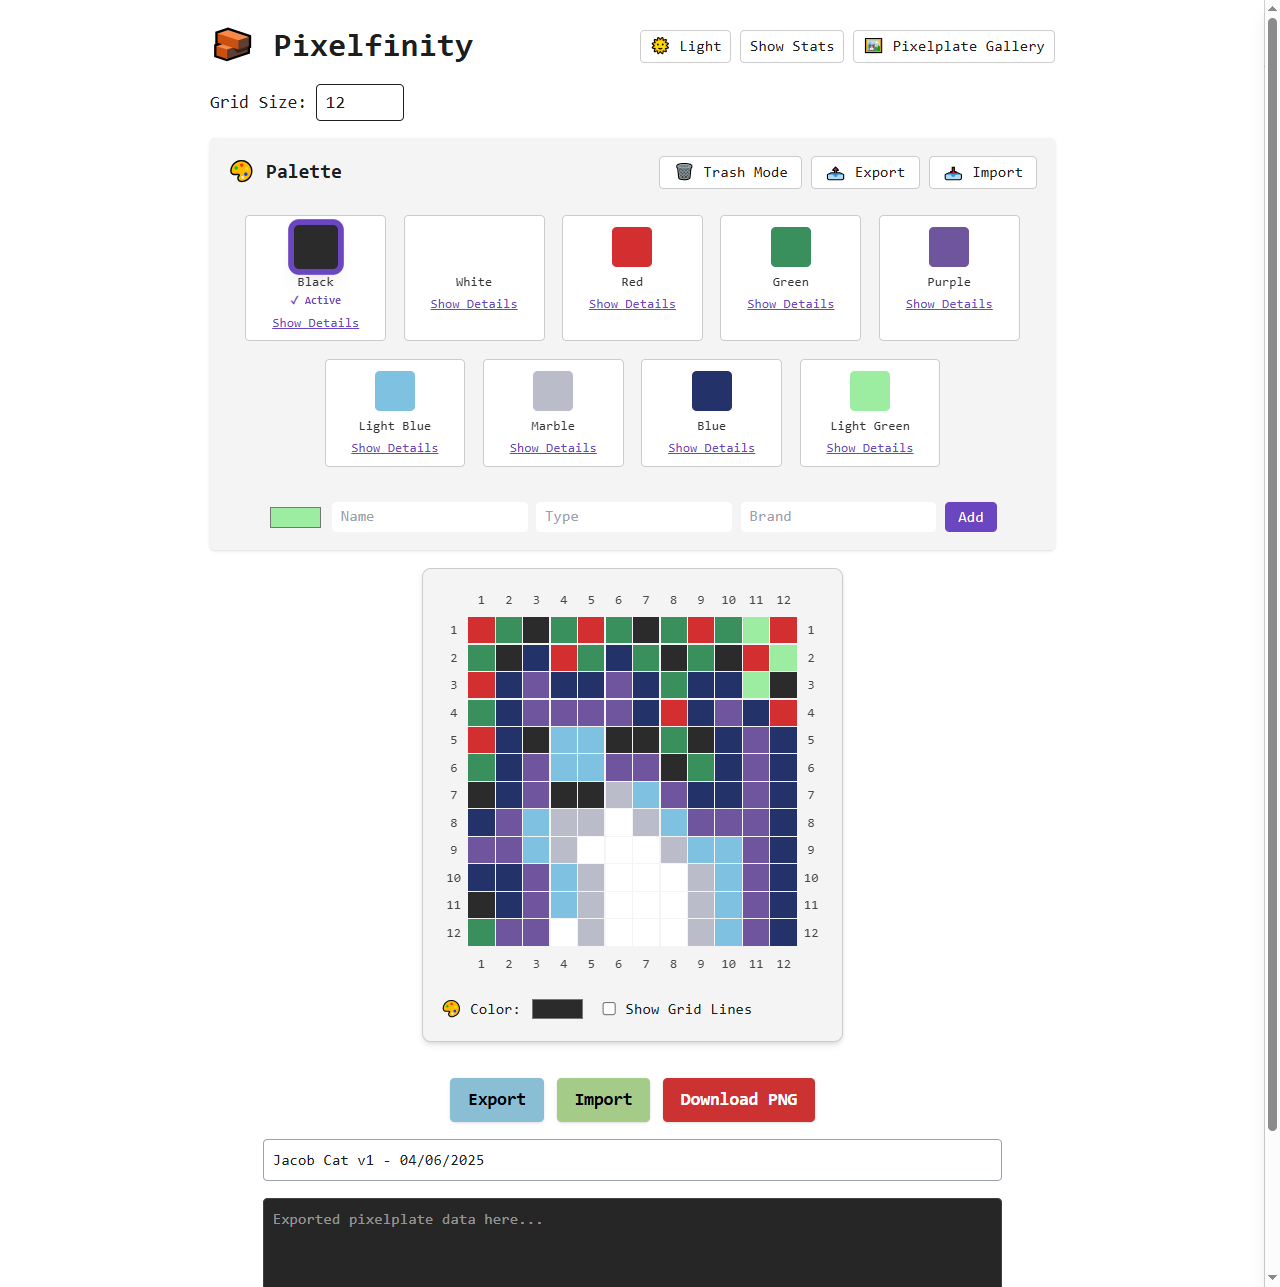 Pixelfinity
Light
Show Stats
Pixelplate Gallery
Grid Size: 12
Palette
Trash Mode
Export
Import
Black
✓ Active
Show Details
White
Show Details
Red
Show Details
Green
Show Details
Purple
Show Details
Light Blue
Show Details
Marble
Show Details
Blue
Show Details
Light Green
Show Details
Name
Type
Brand
Add
1 2 3 4 5 6 7 8 9 10 11 12
1 1
2 2
3 3
4 4
5 5
6 6
7 7
8 8
9 9
10 10
11 11
12 12
1 2 3 4 5 6 7 8 9 10 11 12
Color:
Show Grid Lines
Export
Import
Download PNG
Jacob Cat v1 - 04/06/2025
Exported pixelplate data here...